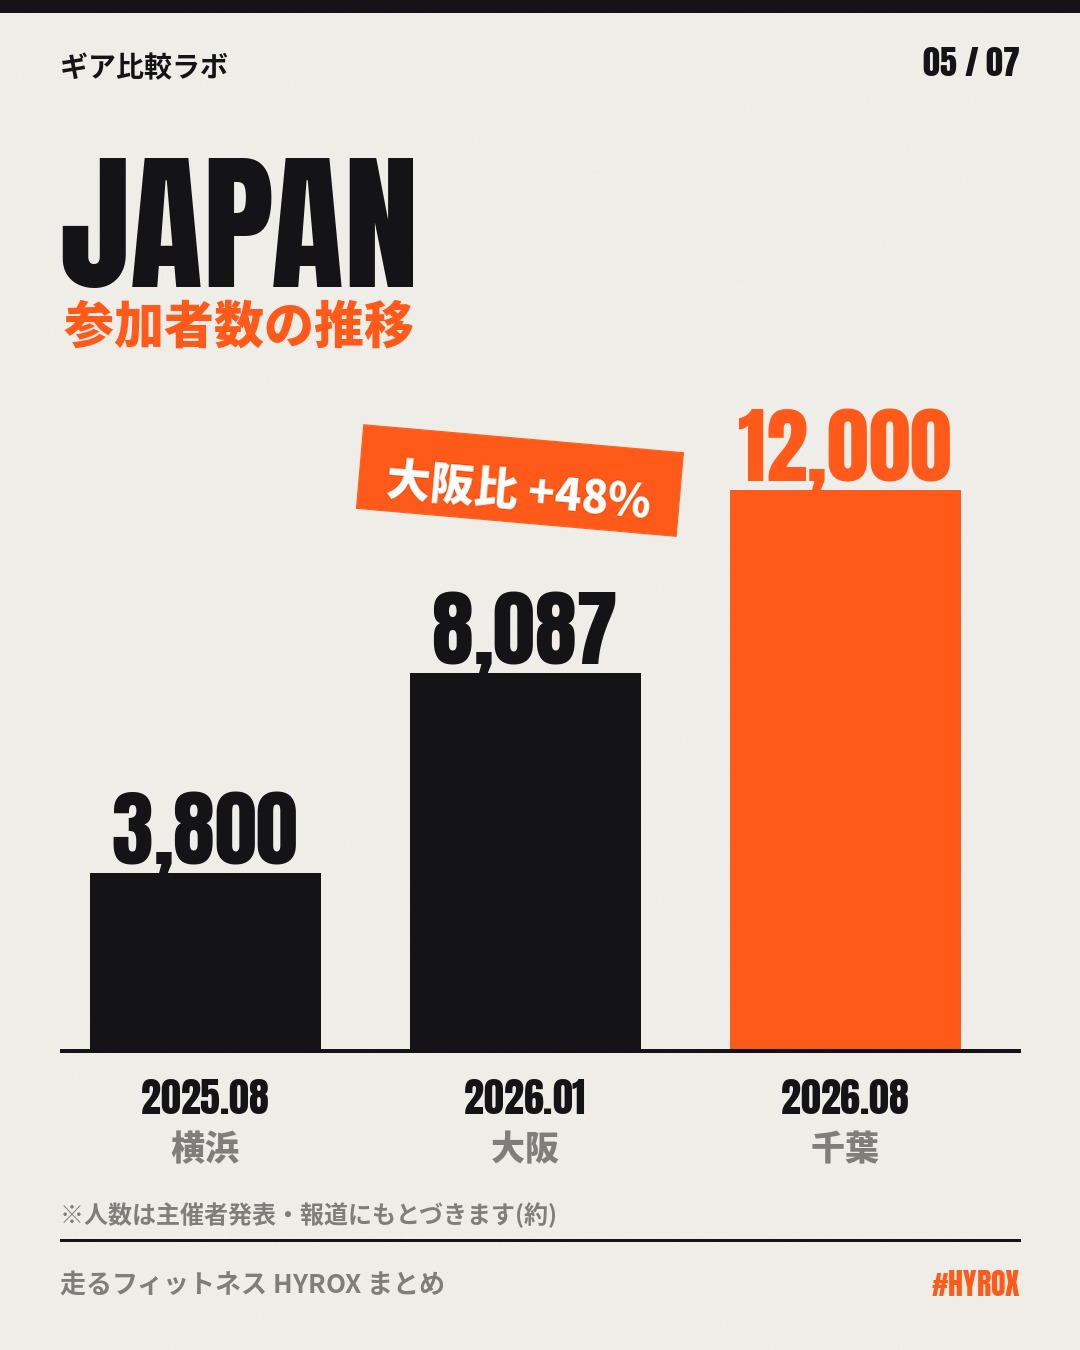 ギア比較ラボ
05 / 07
JAPAN
参加者数の推移
大阪比 +48%
12,000
8,087
3,800
2025.08
2026.01
2026.08
横浜
大阪
千葉
※人数は主催者発表・報道にもとづきます(約)
走るフィットネス HYROX まとめ
#HYROX